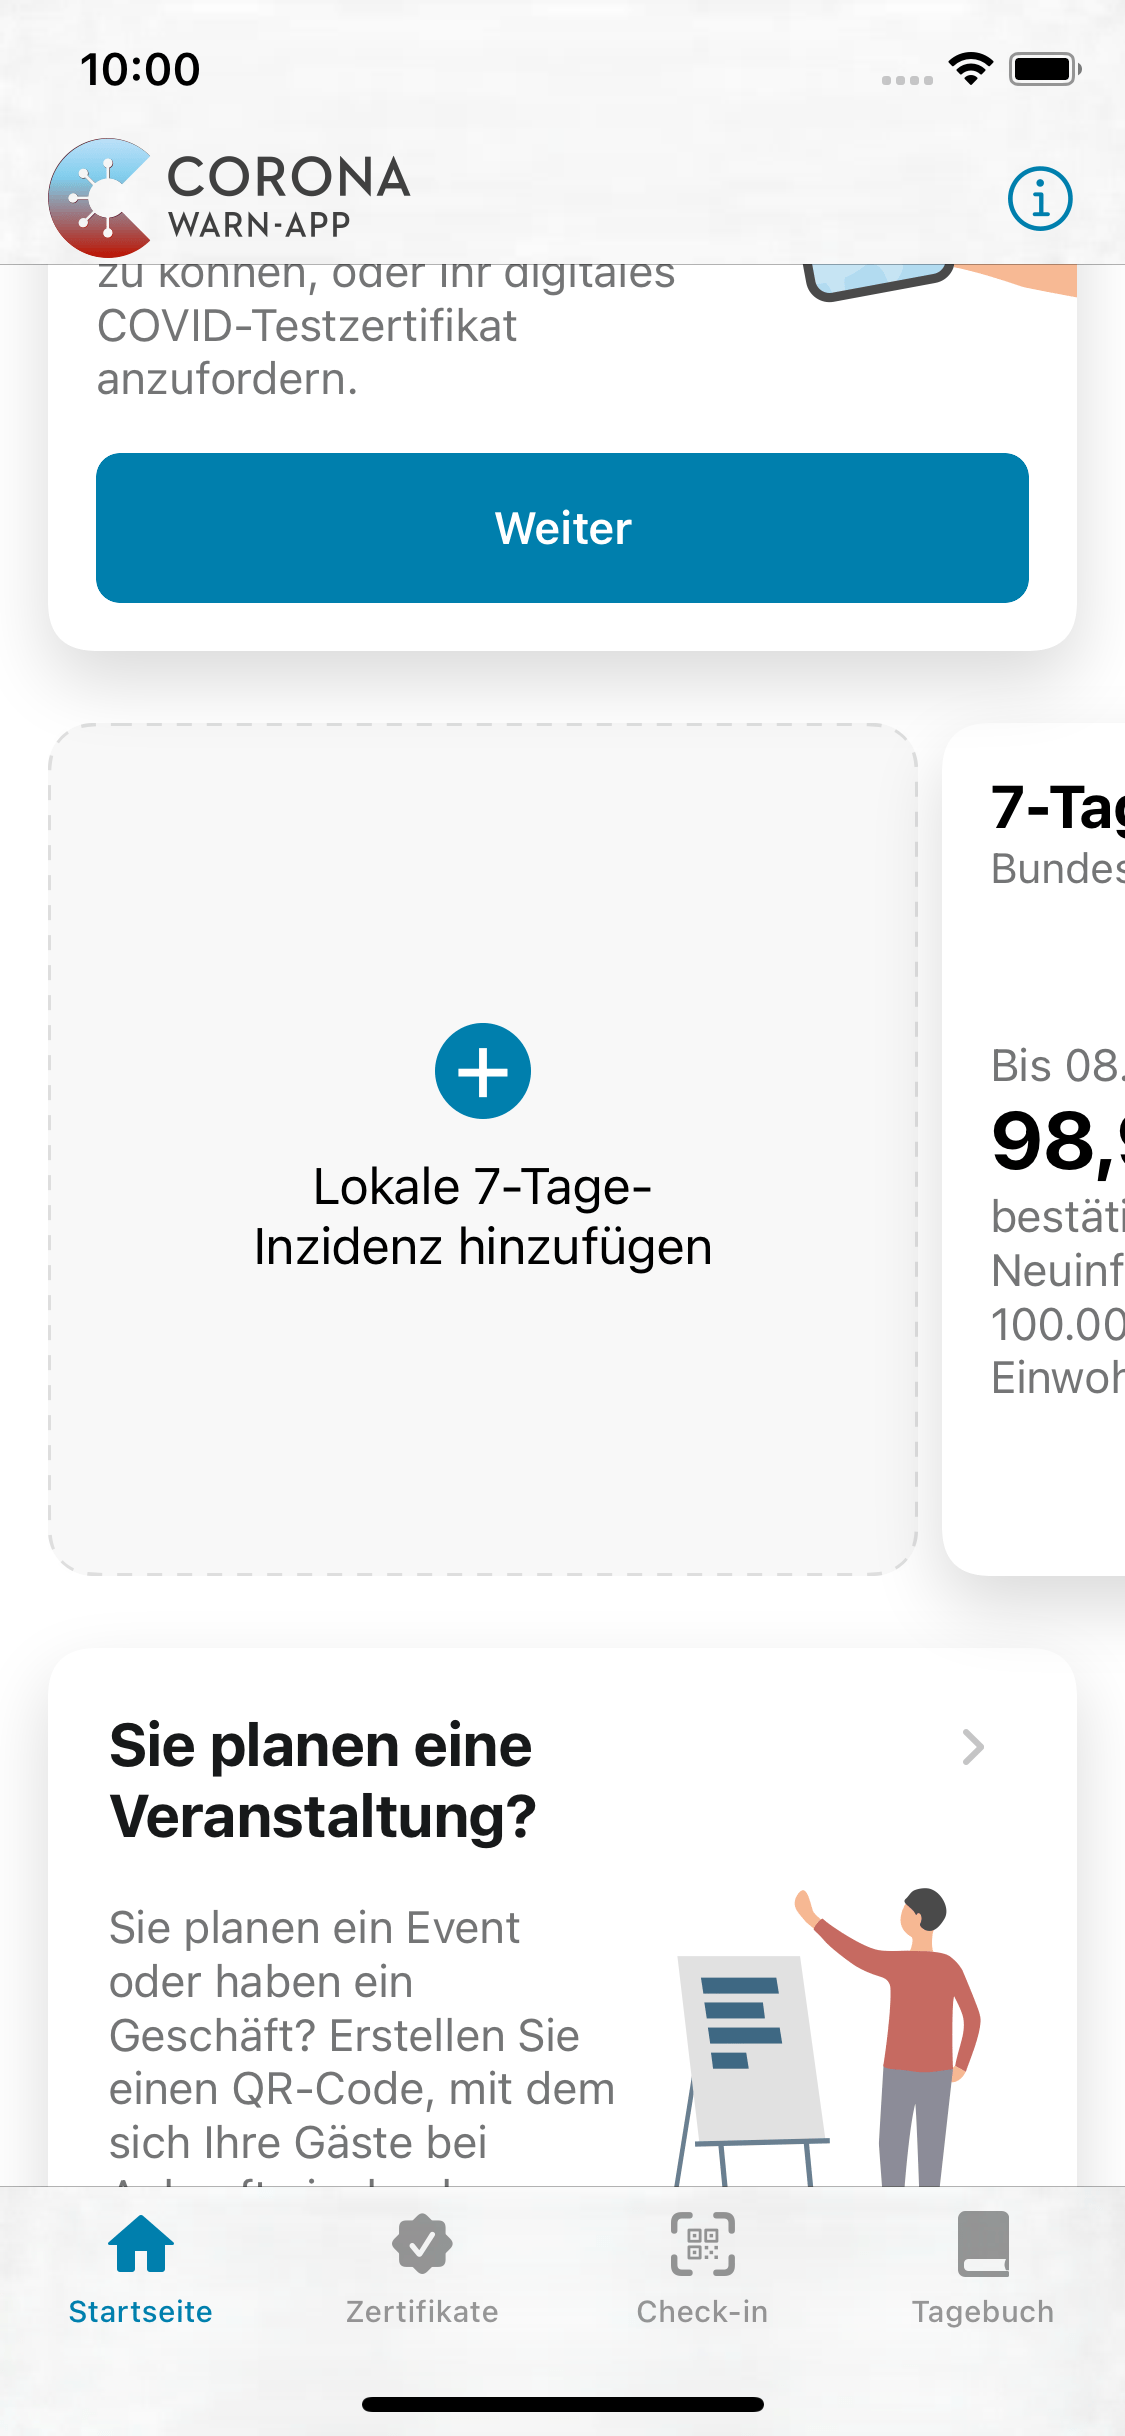 10:00
CORONA
WARN-APP
zu können, oder Ihr digitales
COVID-Testzertifikat
anzufordern.
Weiter
Lokale 7-Tage-
Inzidenz hinzufügen
7-Tag
Bundes
Bis 08.
98,9
bestäti
Neuinf
100.00
Einwoh
Sie planen eine
Veranstaltung?
Sie planen ein Event
oder haben ein
Geschäft? Erstellen Sie
einen QR-Code, mit dem
sich Ihre Gäste bei
Startseite
Zertifikate
Check-in
Tagebuch